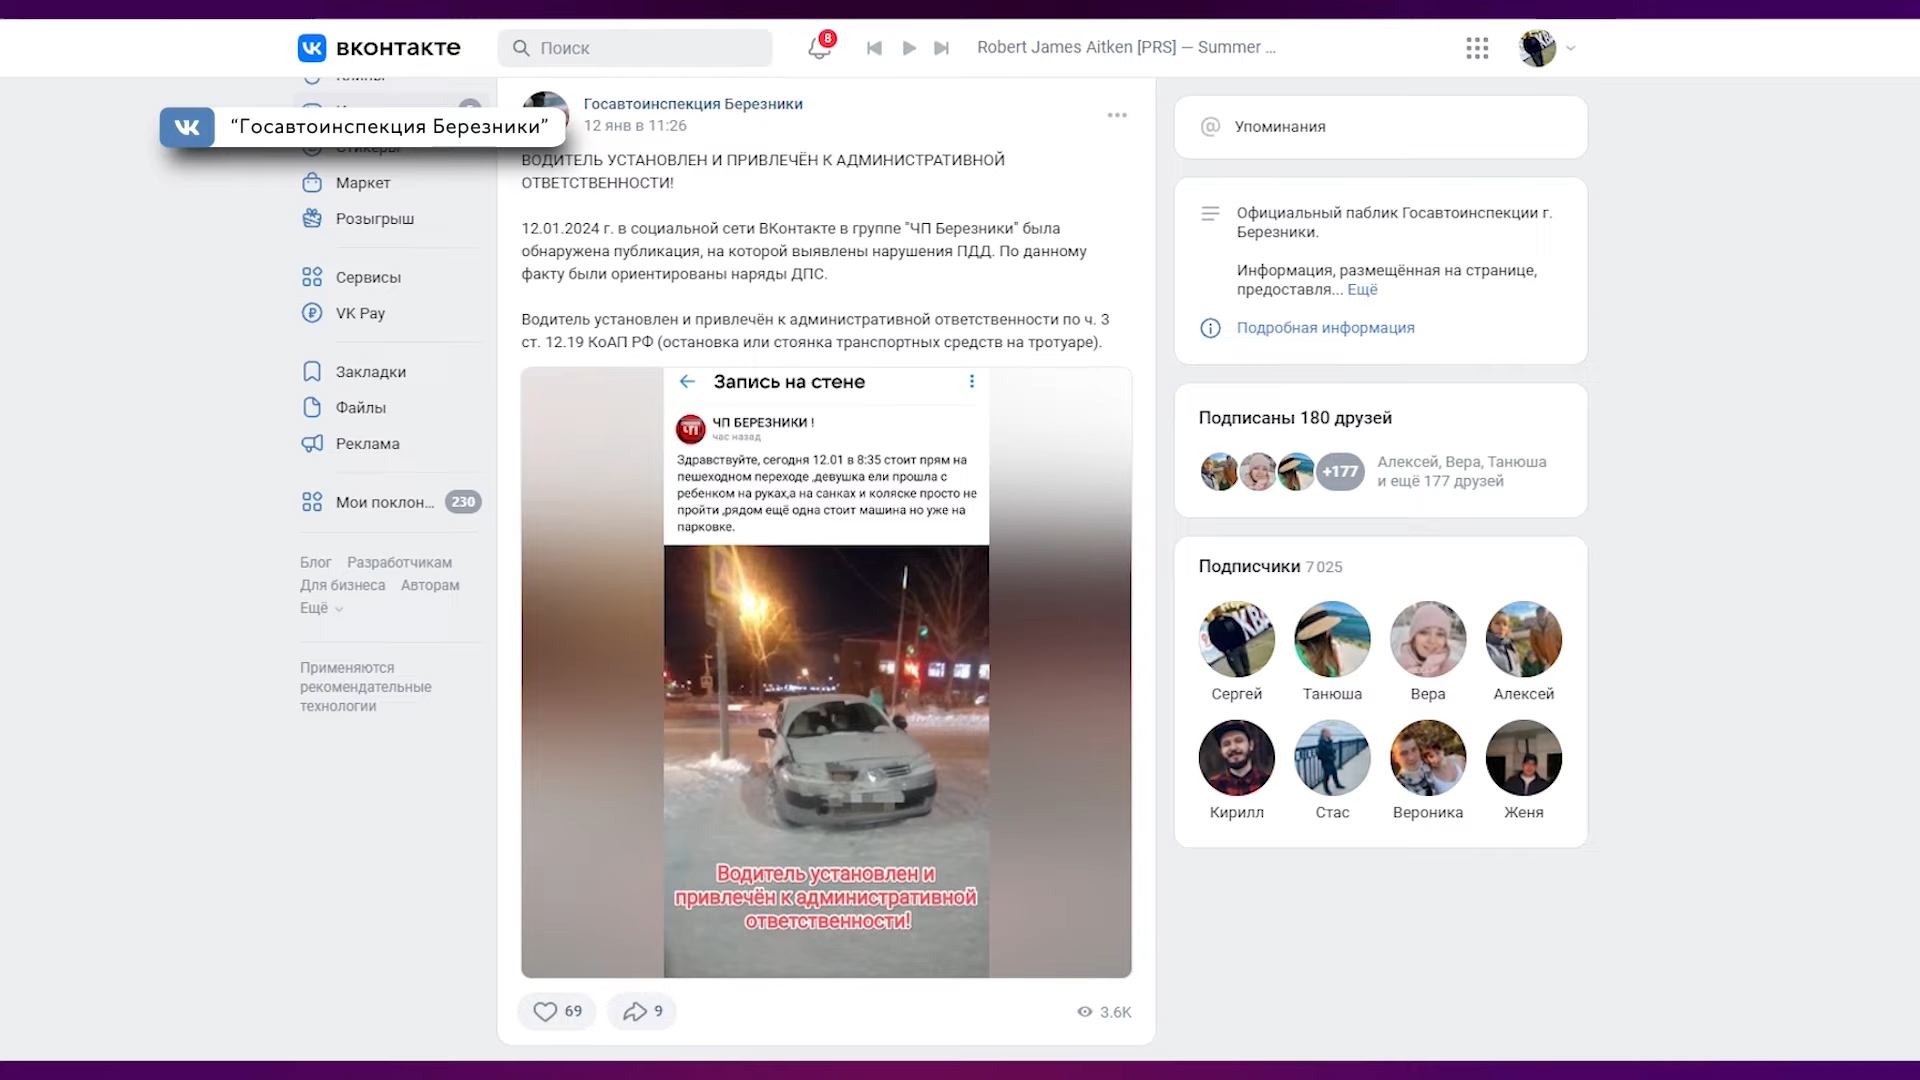 вконтакте
Поиск
8
Robert James Aitken [PRS] — Summer ...
“Госавтоинспекция Березники”
Маркет
Розыгрыш
Сервисы
VK Pay
Закладки
Файлы
Реклама
Мои поклон... 230
Блог Разработчикам
Для бизнеса Авторам
Ещё
Применяются
рекомендательные
технологии
Госавтоинспекция Березники
12 янв в 11:26
ВОДИТЕЛЬ УСТАНОВЛЕН И ПРИВЛЕЧЁН К АДМИНИСТРАТИВНОЙ
ОТВЕТСТВЕННОСТИ!
12.01.2024 г. в социальной сети ВКонтакте в группе "ЧП Березники" была
обнаружена публикация, на которой выявлены нарушения ПДД. По данному
факту были ориентированы наряды ДПС.
Водитель установлен и привлечён к административной ответственности по ч. 3
ст. 12.19 КоАП РФ (остановка или стоянка транспортных средств на тротуаре).
Запись на стене
ЧП БЕРЕЗНИКИ !
час назад
Здравствуйте, сегодня 12.01 в 8:35 стоит прям на
пешеходном переходе ,девушка ели прошла с
ребенком на руках,а на санках и коляске просто не
пройти ,рядом ещё одна стоит машина но уже на
парковке.
Водитель установлен и
привлечён к административной
ответственности!
69
9
3.6K
Упоминания
Официальный паблик Госавтоинспекции г.
Березники.
Информация, размещённая на странице,
предоставля... Ещё
Подробная информация
Подписаны 180 друзей
+177
Алексей, Вера, Танюша
и ещё 177 друзей
Подписчики 7 025
Сергей Танюша Вера Алексей
Кирилл Стас Вероника Женя